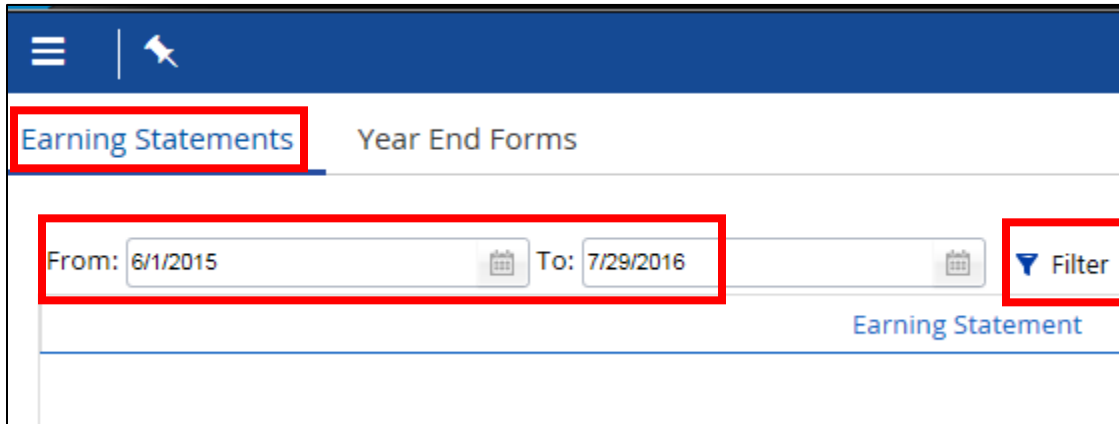 Earning Statements Year End Forms
From: 6/1/2015 To: 7/29/2016 Filter
Earning Statement